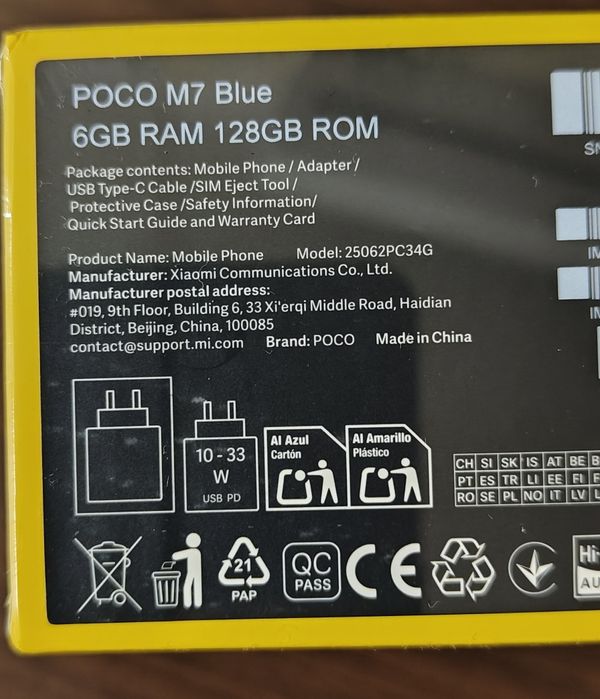 POCO M7 Blue
6GB RAM 128GB ROM
Package contents: Mobile Phone / Adapter /
USB Type-C Cable /SIM Eject Tool /
Protective Case /Safety Information/
Quick Start Guide and Warranty Card
Product Name: Mobile Phone Model: 25062PC34G
Manufacturer: Xiaomi Communications Co., Ltd.
Manufacturer postal address:
#019, 9th Floor, Building 6, 33 Xi'erqi Middle Road, Haidian
District, Beijing, China, 100085
contact@support.mi.com Brand: POCO Made in China
10 - 33
W
USB PD
Al Azul
Cartón
Al Amarillo
Plástico
CH SI SK IS AT BE
PT ES TR LI EE FI
RO SE PL NO IT LV
21
PAP
QC
PASS
CE
Hi-
AU